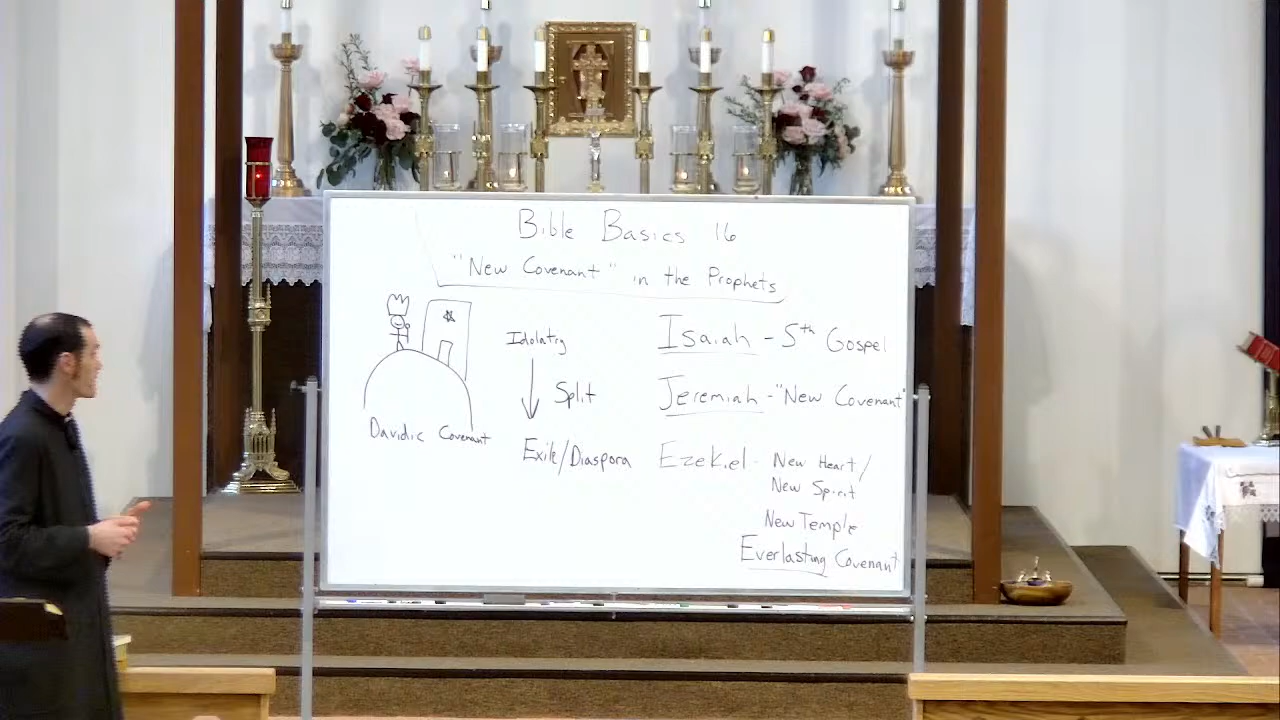 Bible Basics 16
"New Covenant" in the Prophets
Davidic Covenant
Idolatry
Split
Exile/Diaspora
Isaiah - 5th Gospel
Jeremiah - "New Covenant"
Ezekiel - New Heart/
New Spirit
New Temple
Everlasting Covenant